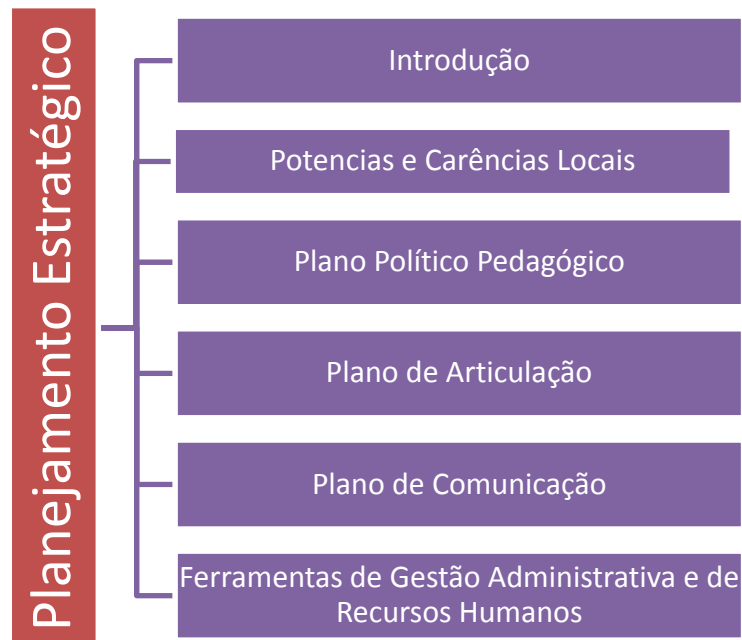 Planejamento Estratégico
Introdução
Potencias e Carências Locais
Plano Político Pedagógico
Plano de Articulação
Plano de Comunicação
Ferramentas de Gestão Administrativa e de
Recursos Humanos